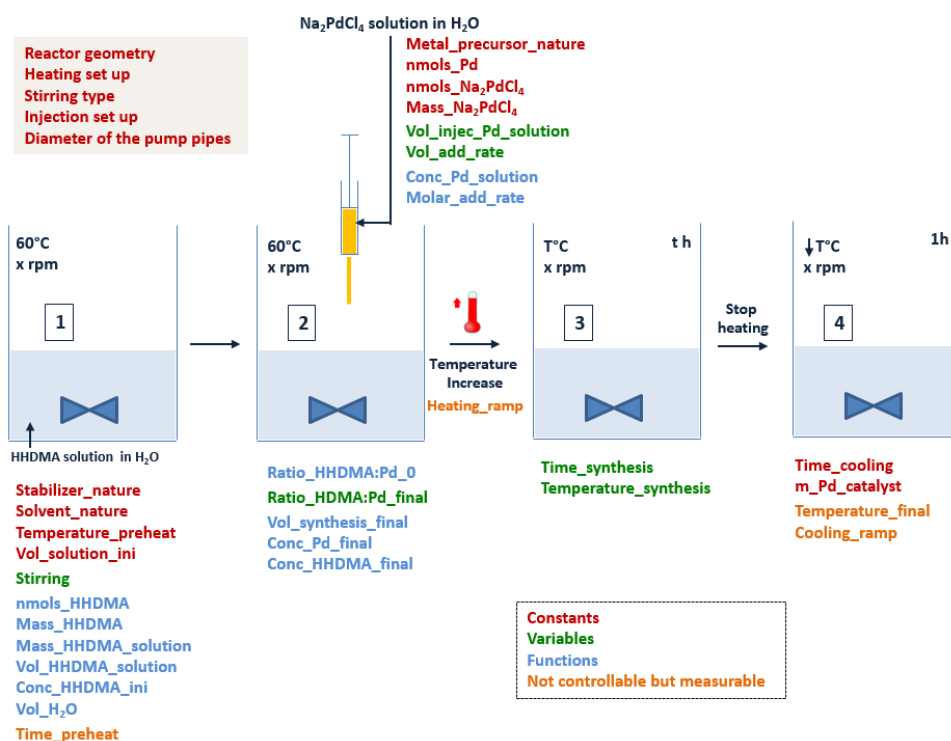 Na₂PdCl₄ solution in H₂O
Reactor geometry
Heating set up
Stirring type
Injection set up
Diameter of the pump pipes
Metal_precursor_nature
nmols_Pd
nmols_Na₂PdCl₄
Mass_Na₂PdCl₄
Vol_injec_Pd_solution
Vol_add_rate
Conc_Pd_solution
Molar_add_rate
60°C
x rpm
1
HHDMA solution in H₂O
Stabilizer_nature
Solvent_nature
Temperature_preheat
Vol_solution_ini
Stirring
nmols_HHDMA
Mass_HHDMA
Mass_HHDMA_solution
Vol_HHDMA_solution
Conc_HHDMA_ini
Vol_H₂O
Time_preheat
60°C
x rpm
2
Ratio_HHDMA:Pd_0
Ratio_HDMA:Pd_final
Vol_synthesis_final
Conc_Pd_final
Conc_HHDMA_final
Temperature
Increase
Heating_ramp
T°C t h
x rpm
3
Time_synthesis
Temperature_synthesis
Stop
heating
↓T°C 1h
x rpm
4
Time_cooling
m_Pd_catalyst
Temperature_final
Cooling_ramp
Constants
Variables
Functions
Not controllable but measurable